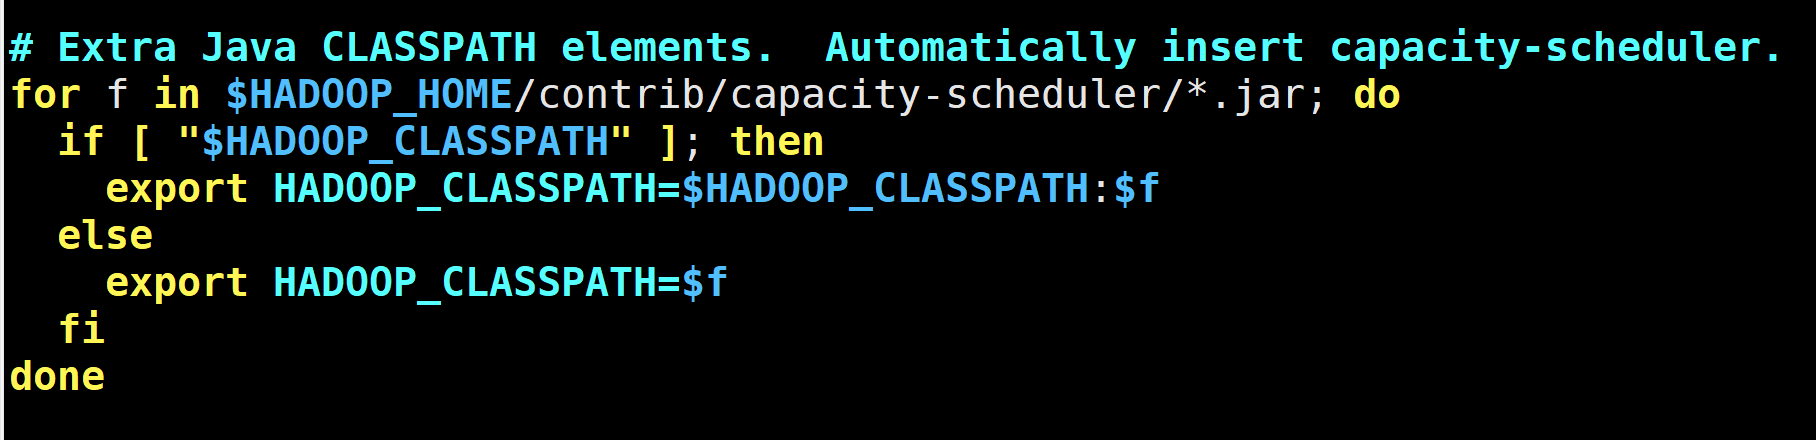 # Extra Java CLASSPATH elements.  Automatically insert capacity-scheduler.
for f in $HADOOP_HOME/contrib/capacity-scheduler/*.jar; do
  if [ "$HADOOP_CLASSPATH" ]; then
    export HADOOP_CLASSPATH=$HADOOP_CLASSPATH:$f
  else
    export HADOOP_CLASSPATH=$f
  fi
done